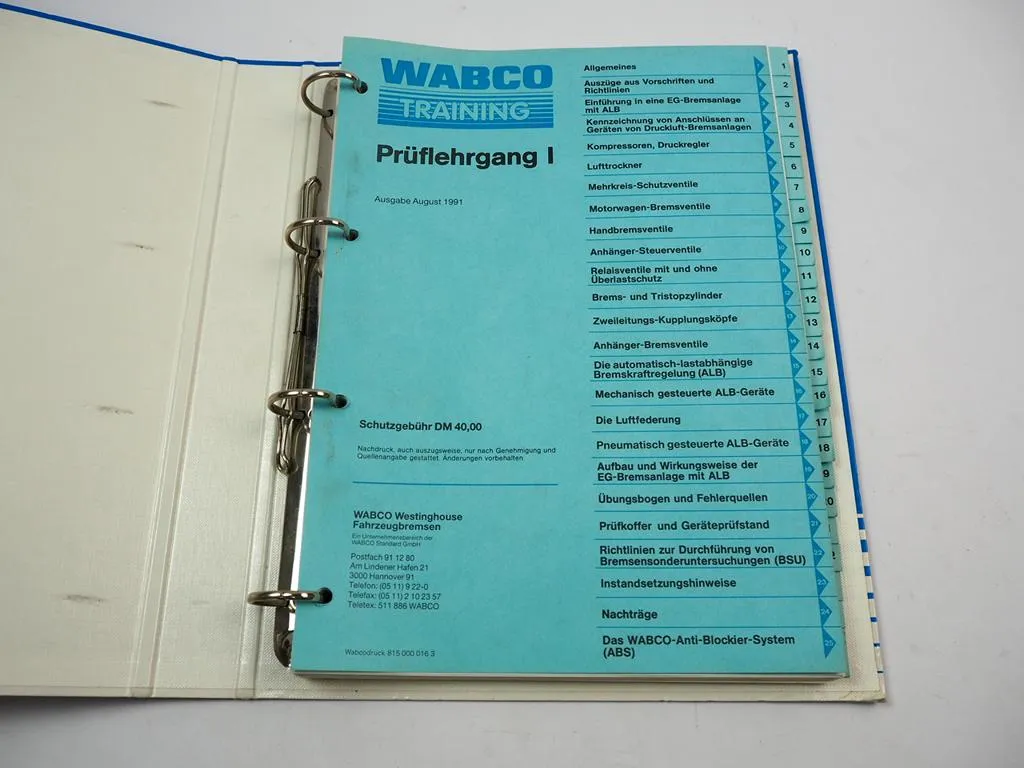 WABCO
TRAINING
Prüflehrgang I
Ausgabe August 1991
Schutzgebühr DM 40,00
Nachdruck, auch auszugsweise, nur nach Genehmigung und
Quellenangabe gestattet. Änderungen vorbehalten
WABCO Westinghouse
Fahrzeugbremsen
Ein Unternehmensbereich der
WABCO Standard GmbH
Postfach 91 12 80
Am Lindener Hafen 21
3000 Hannover 91
Telefon: (05 11) 9 22-0
Telefax: (05 11) 2 10 23 57
Teletex: 511 886 WABCO
Wabcodruck 815 000 016 3
Allgemeines 1
Auszüge aus Vorschriften und
Richtlinien 2
Einführung in eine EG-Bremsanlage
mit ALB 3
Kennzeichnung von Anschlüssen an
Geräten von Druckluft-Bremsanlagen 4
Kompressoren, Druckregler 5
Lufttrockner 6
Mehrkreis-Schutzventile 7
Motorwagen-Bremsventile 8
Handbremsventile 9
Anhänger-Steuerventile 10
Relaisventile mit und ohne
Überlastschutz 11
Brems- und Tristopzylinder 12
Zweileitungs-Kupplungsköpfe 13
Anhänger-Bremsventile 14
Die automatisch-lastabhängige
Bremskraftregelung (ALB) 15
Mechanisch gesteuerte ALB-Geräte 16
Die Luftfederung 17
Pneumatisch gesteuerte ALB-Geräte 18
Aufbau und Wirkungsweise der
EG-Bremsanlage mit ALB 19
Übungsbogen und Fehlerquellen 20
Prüfkoffer und Geräteprüfstand 21
Richtlinien zur Durchführung von
Bremsensonderuntersuchungen (BSU) 22
Instandsetzungshinweise 23
Nachträge 24
Das WABCO-Anti-Blockier-System
(ABS) 25